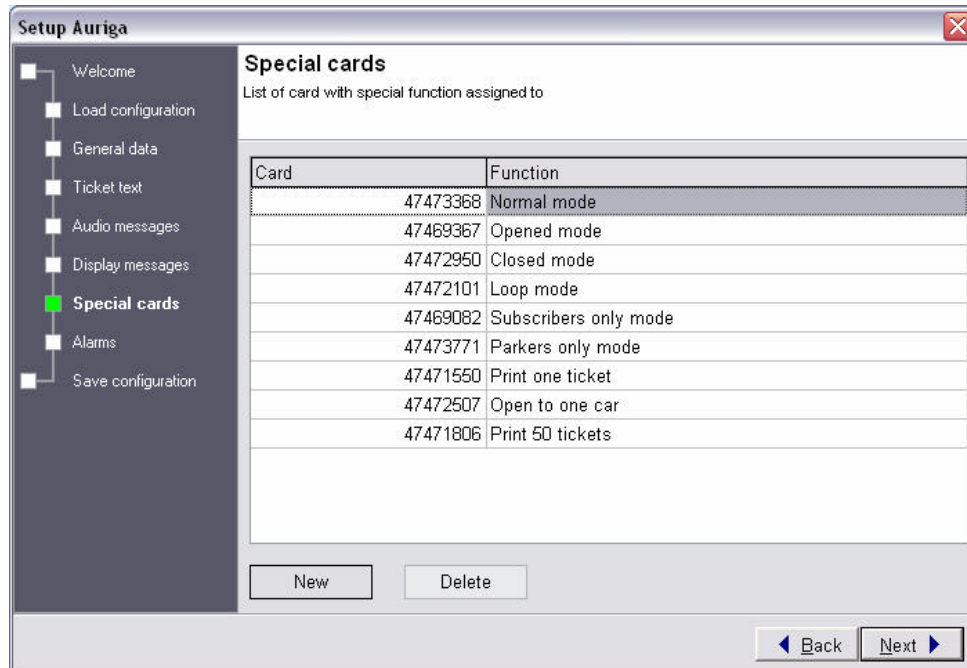 Setup Auriga
Welcome
Load configuration
General data
Ticket text
Audio messages
Display messages
Special cards
Alarms
Save configuration
Special cards
List of card with special function assigned to
Card Function
47473368 Normal mode
47469367 Opened mode
47472950 Closed mode
47472101 Loop mode
47469082 Subscribers only mode
47473771 Parkers only mode
47471550 Print one ticket
47472507 Open to one car
47471806 Print 50 tickets
New Delete
Back Next